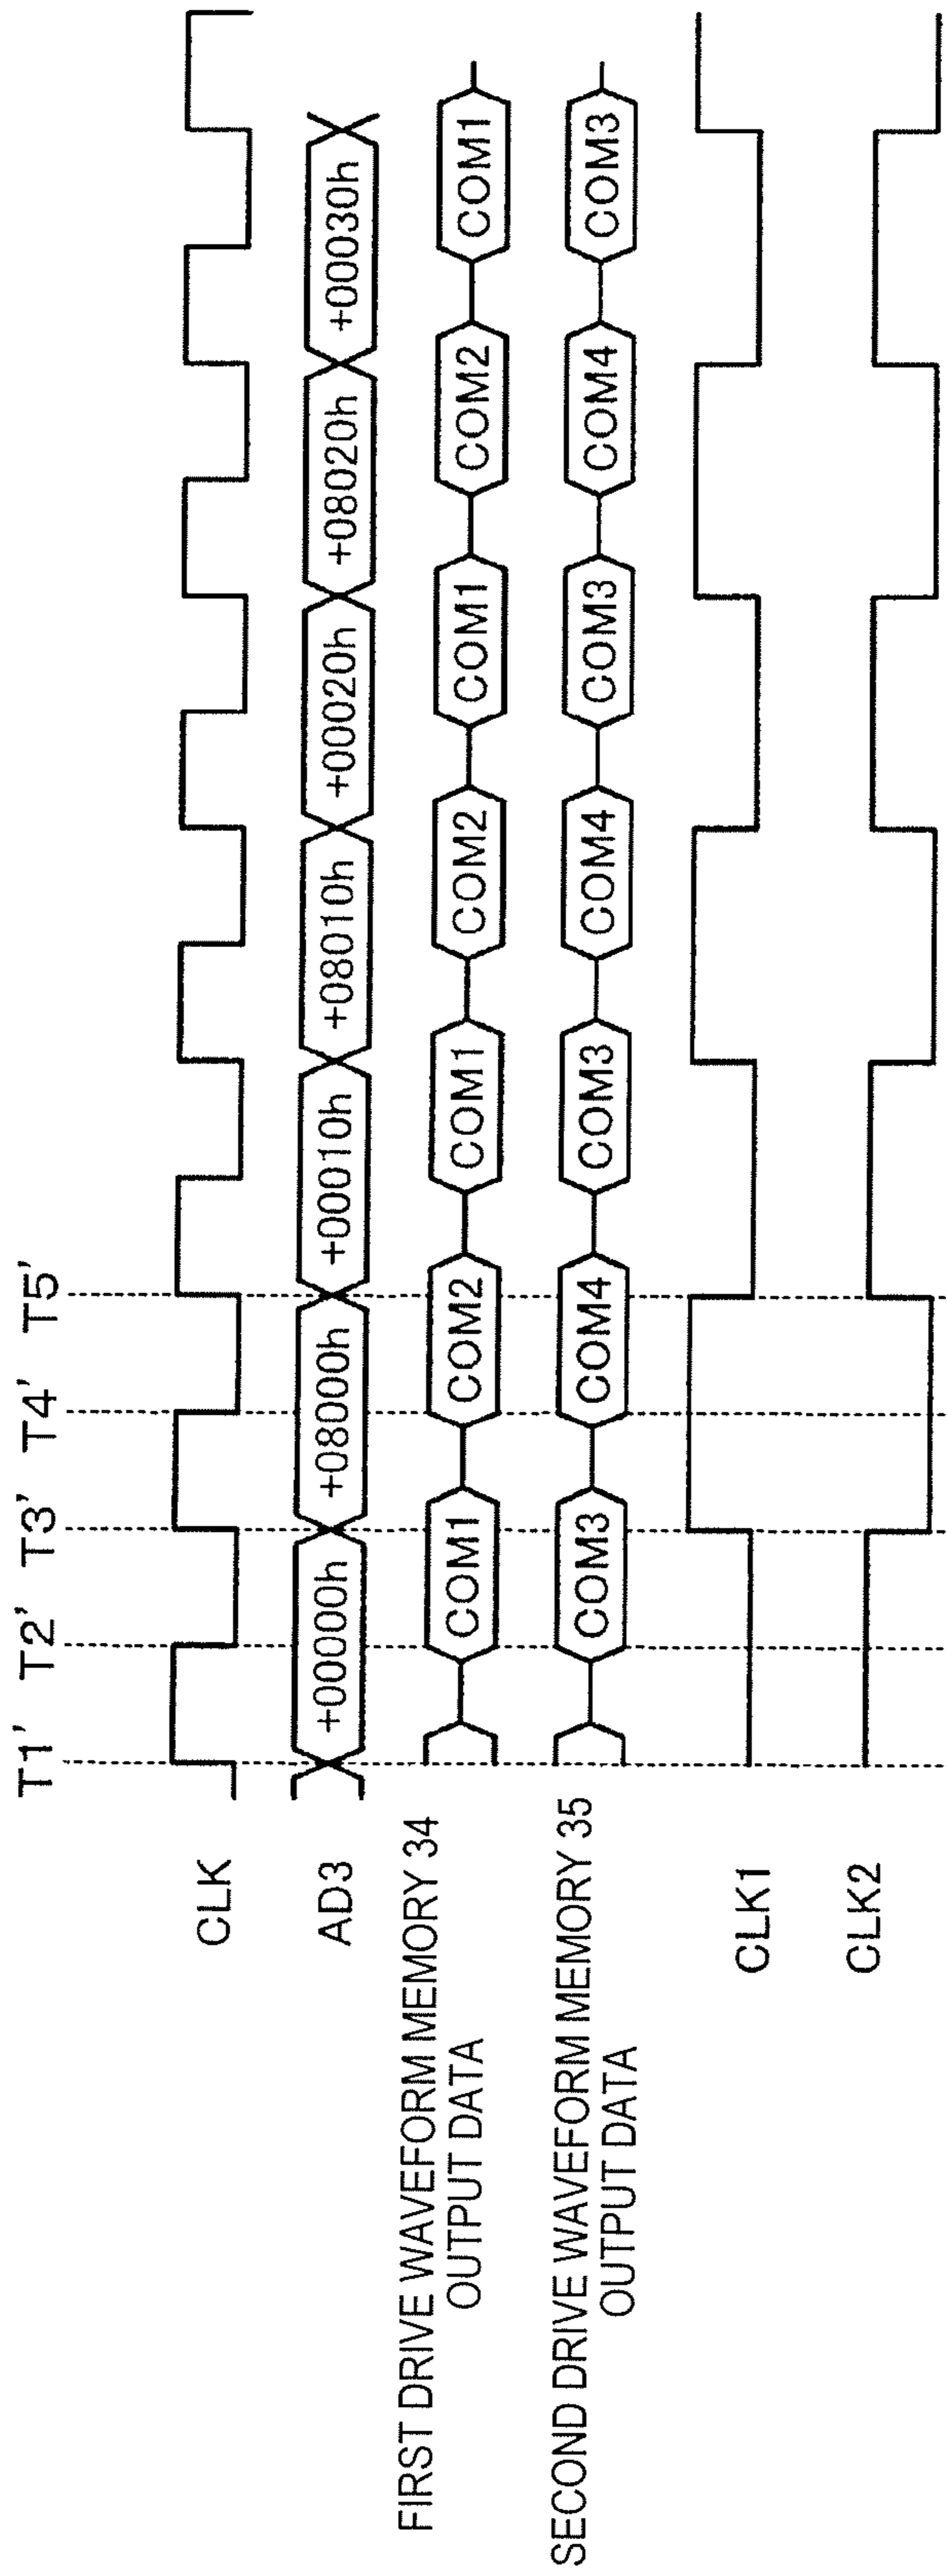 T1' T2' T3' T4' T5'
CLK
AD3 +00000h +08000h +00010h +08010h +00020h +08020h +00030h
FIRST DRIVE WAVEFORM MEMORY 34
OUTPUT DATA
COM1 COM2 COM1 COM2 COM1 COM2 COM1
SECOND DRIVE WAVEFORM MEMORY 35
OUTPUT DATA
COM3 COM4 COM3 COM4 COM3 COM4 COM3
CLK1
CLK2